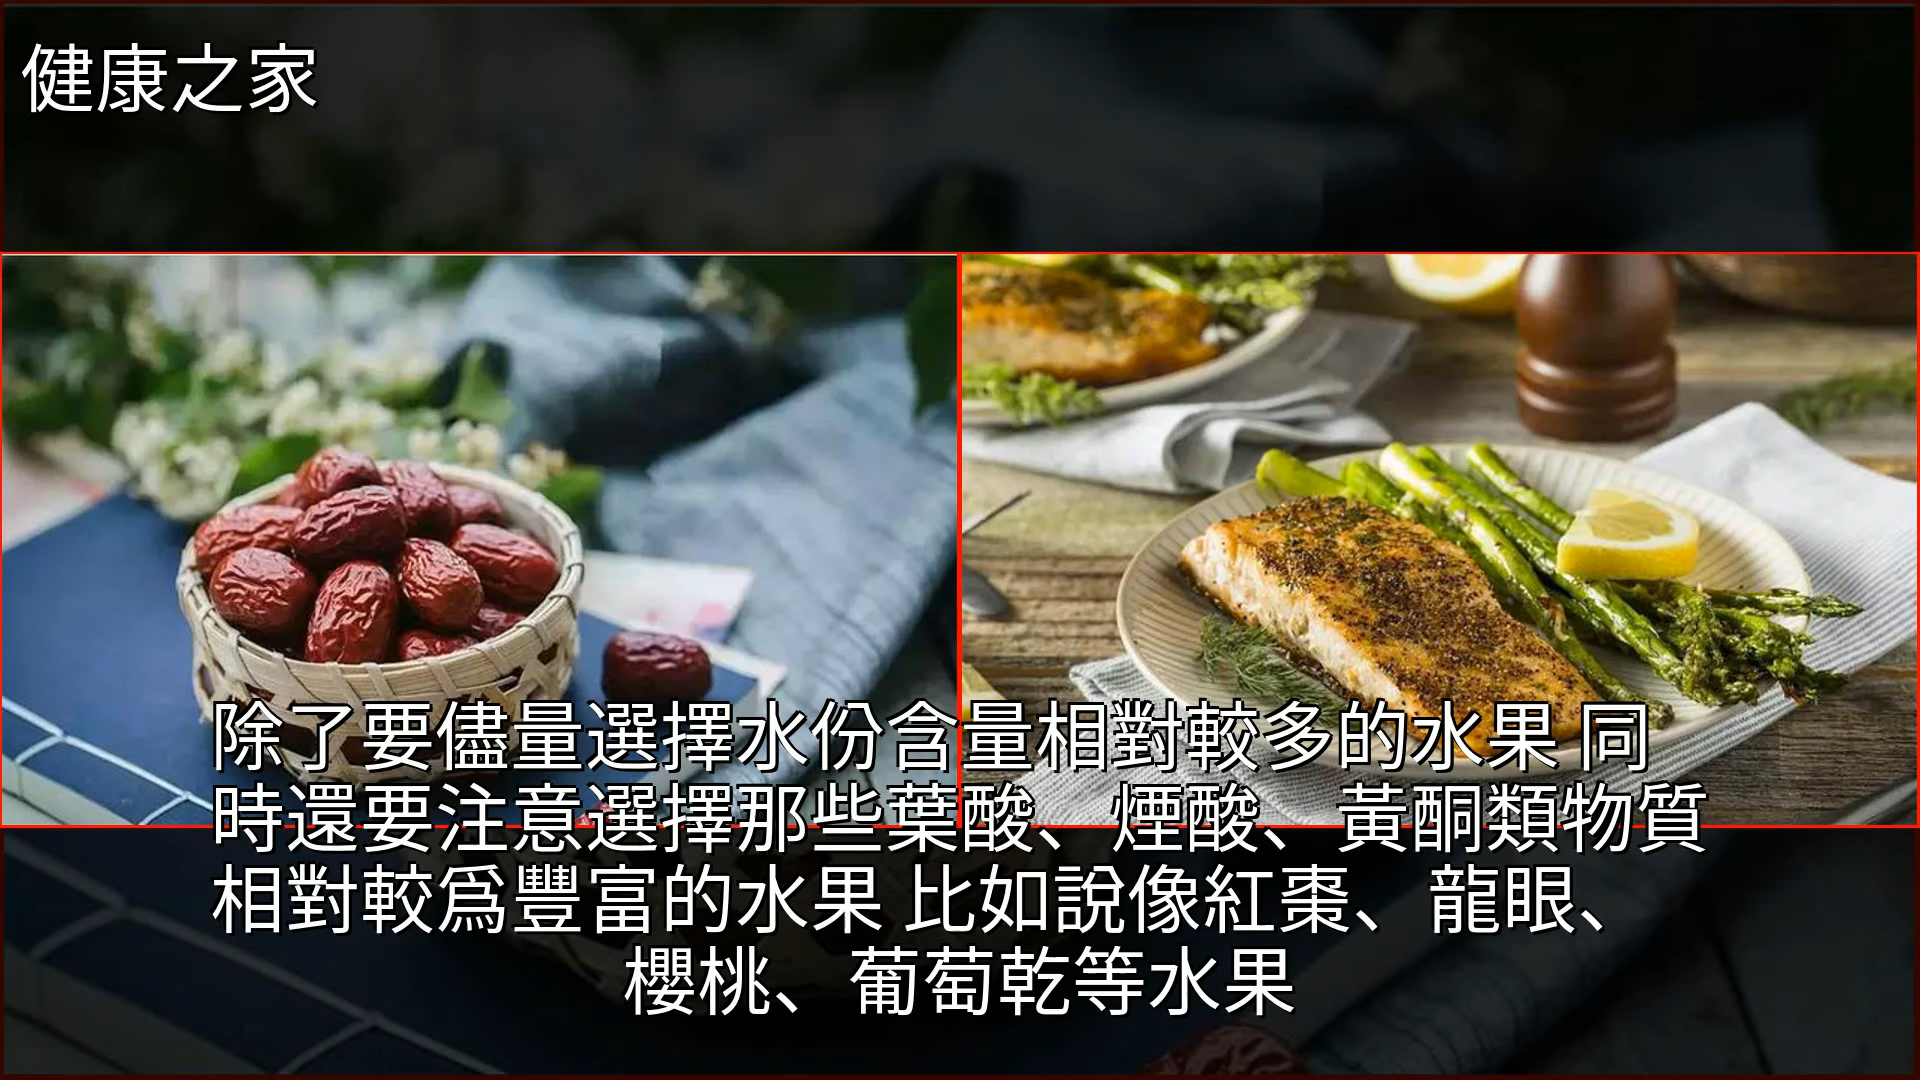 健康之家
除了要儘量選擇水份含量相對較多的水果 同
時還要注意選擇那些葉酸、煙酸、黃酮類物質
相對較爲豐富的水果 比如說像紅棗、龍眼、
櫻桃、葡萄乾等水果